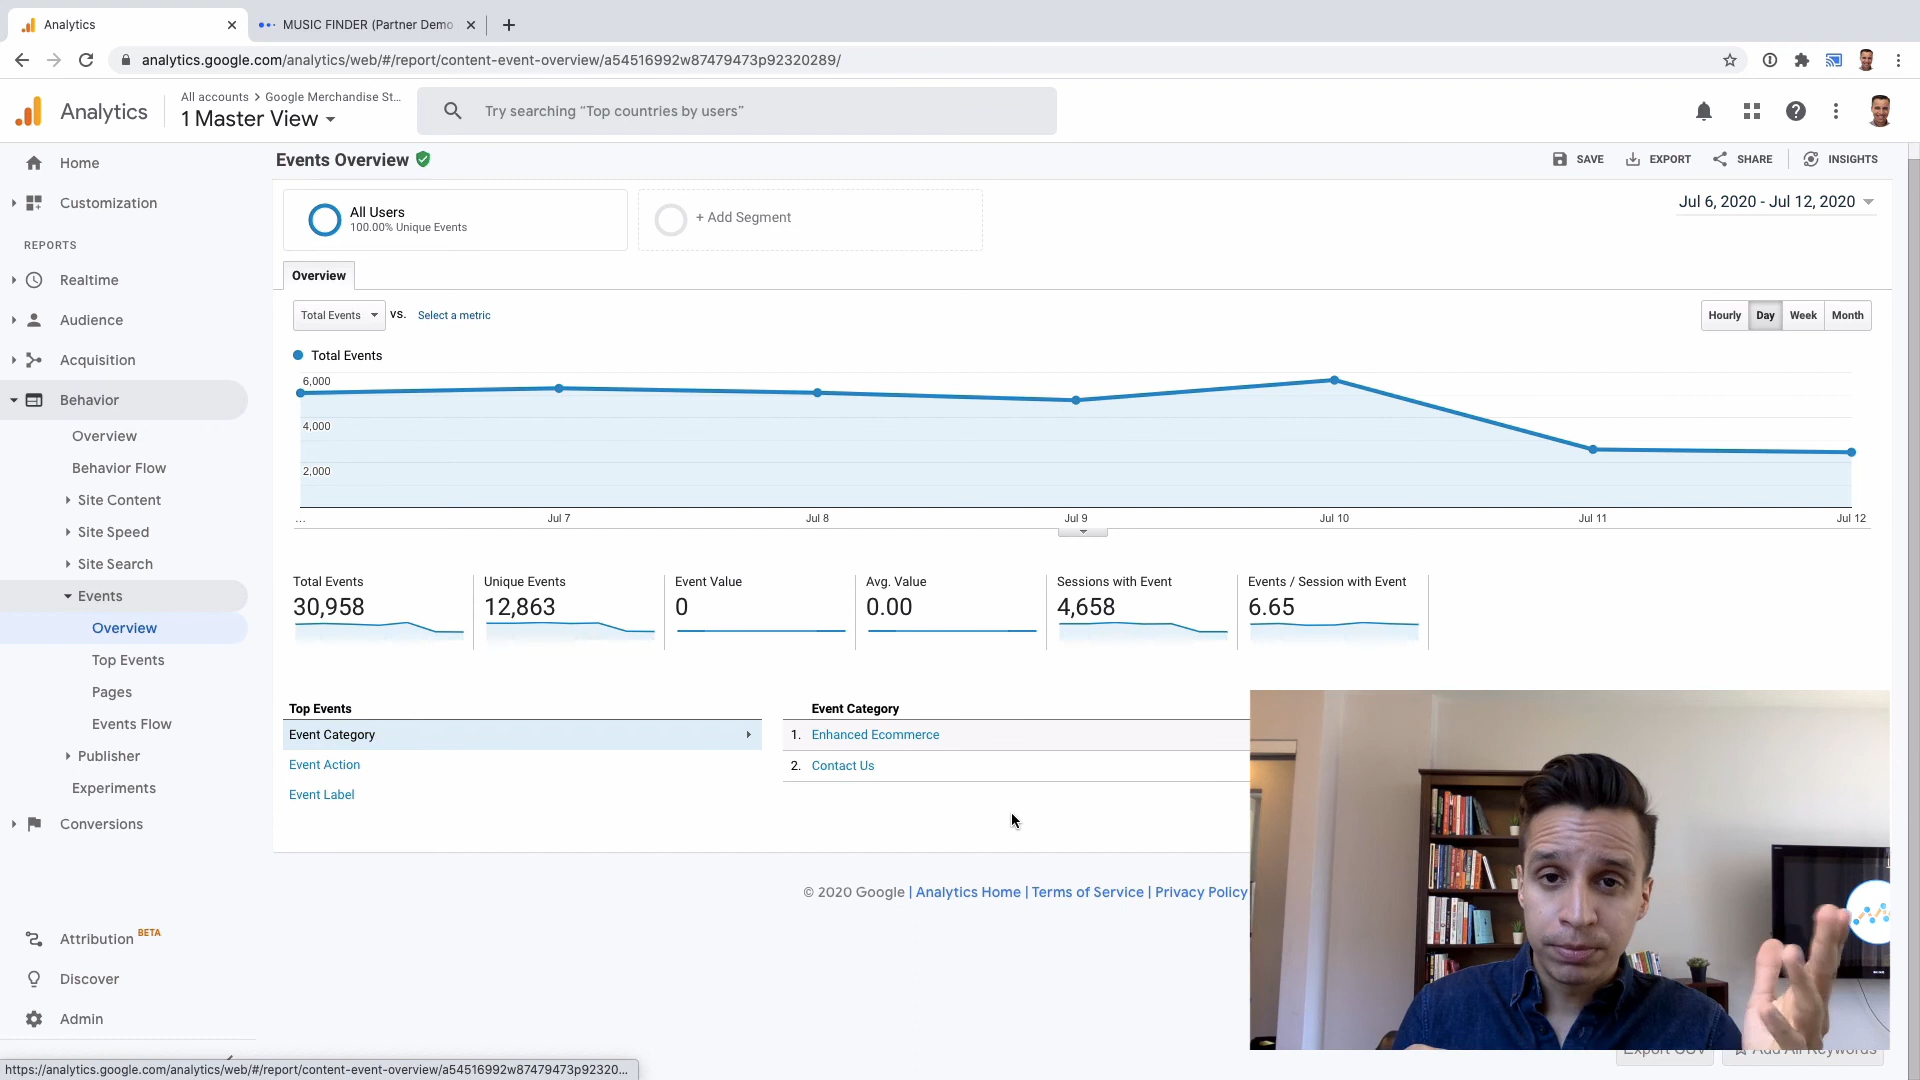 Analytics
MUSIC FINDER (Partner Demo
analytics.google.com/analytics/web/#/report/content-event-overview/a54516992w87479473p92320289/
Analytics
All accounts > Google Merchandise St...
1 Master View
Try searching “Top countries by users”
Home
Customization
REPORTS
Realtime
Audience
Acquisition
Behavior
Overview
Behavior Flow
Site Content
Site Speed
Site Search
Events
Overview
Top Events
Pages
Events Flow
Publisher
Experiments
Conversions
Attribution BETA
Discover
Admin
Events Overview
SAVE
EXPORT
SHARE
INSIGHTS
All Users
100.00% Unique Events
+ Add Segment
Jul 6, 2020 - Jul 12, 2020
Overview
Total Events
vs.
Select a metric
Hourly
Day
Week
Month
Total Events
6,000
4,000
2,000
...
Jul 7
Jul 8
Jul 9
Jul 10
Jul 11
Jul 12
Total Events
30,958
Unique Events
12,863
Event Value
0
Avg. Value
0.00
Sessions with Event
4,658
Events / Session with Event
6.65
Top Events
Event Category
Event Action
Event Label
Event Category
1. Enhanced Ecommerce
2. Contact Us
© 2020 Google | Analytics Home | Terms of Service | Privacy Policy
Export CSV
Add All Keywords
https://analytics.google.com/analytics/web/#/report/content-event-overview/a54516992w87479473p92320...